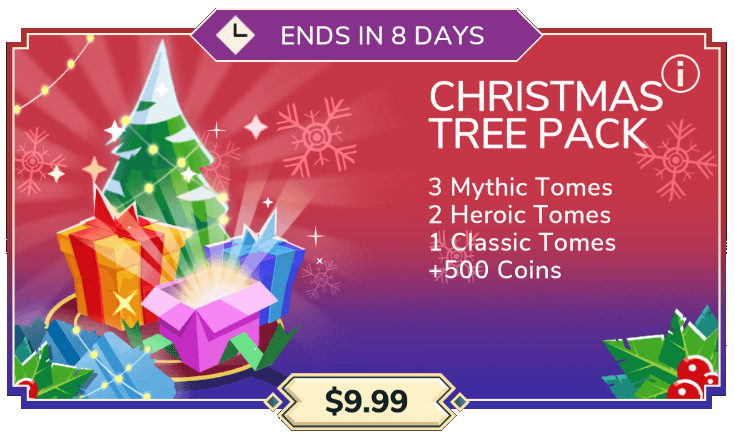 ENDS IN 8 DAYS
CHRISTMAS
TREE PACK
3 Mythic Tomes
2 Heroic Tomes
1 Classic Tomes
+500 Coins
$9.99